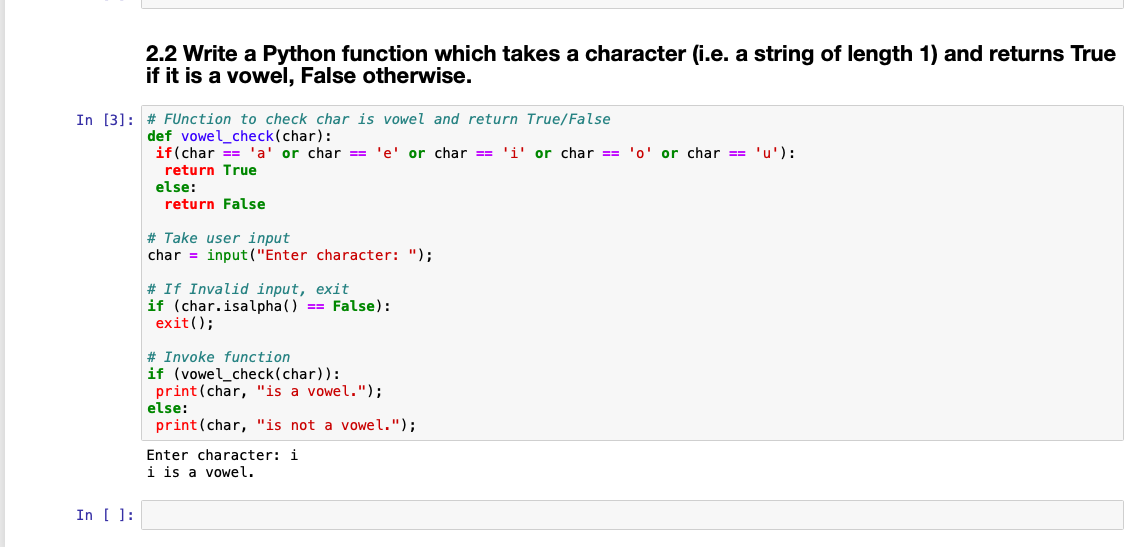 2.2 Write a Python function which takes a character (i.e. a string of length 1) and returns True
if it is a vowel, False otherwise.
In [3]:
# FUnction to check char is vowel and return True/False
def vowel_check(char):
 if(char == 'a' or char == 'e' or char == 'i' or char == 'o' or char == 'u'):
  return True
 else:
  return False

# Take user input
char = input("Enter character: ");

# If Invalid input, exit
if (char.isalpha() == False):
 exit();

# Invoke function
if (vowel_check(char)):
 print(char, "is a vowel.");
else:
 print(char, "is not a vowel.");
Enter character: i
i is a vowel.
In [ ]: